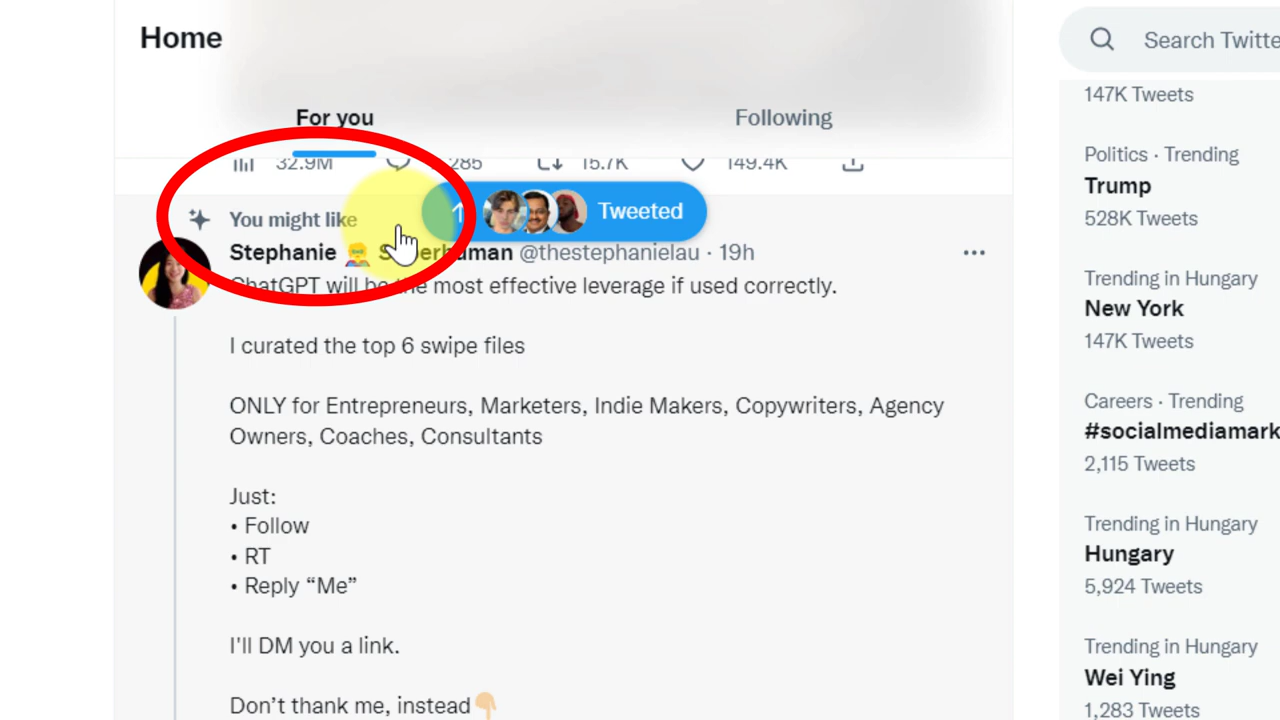 Home
For you
Following
32.9M 285 15.7K 149.4K
You might like
Tweeted
Stephanie Superhuman @thestephanielau · 19h
ChatGPT will be the most effective leverage if used correctly.
I curated the top 6 swipe files
ONLY for Entrepreneurs, Marketers, Indie Makers, Copywriters, Agency
Owners, Coaches, Consultants
Just:
• Follow
• RT
• Reply “Me”
I'll DM you a link.
Don’t thank me, instead👇🏼
Search Twitte
147K Tweets
Politics · Trending
Trump
528K Tweets
Trending in Hungary
New York
147K Tweets
Careers · Trending
#socialmediamark
2,115 Tweets
Trending in Hungary
Hungary
5,924 Tweets
Trending in Hungary
Wei Ying
1,283 Tweets